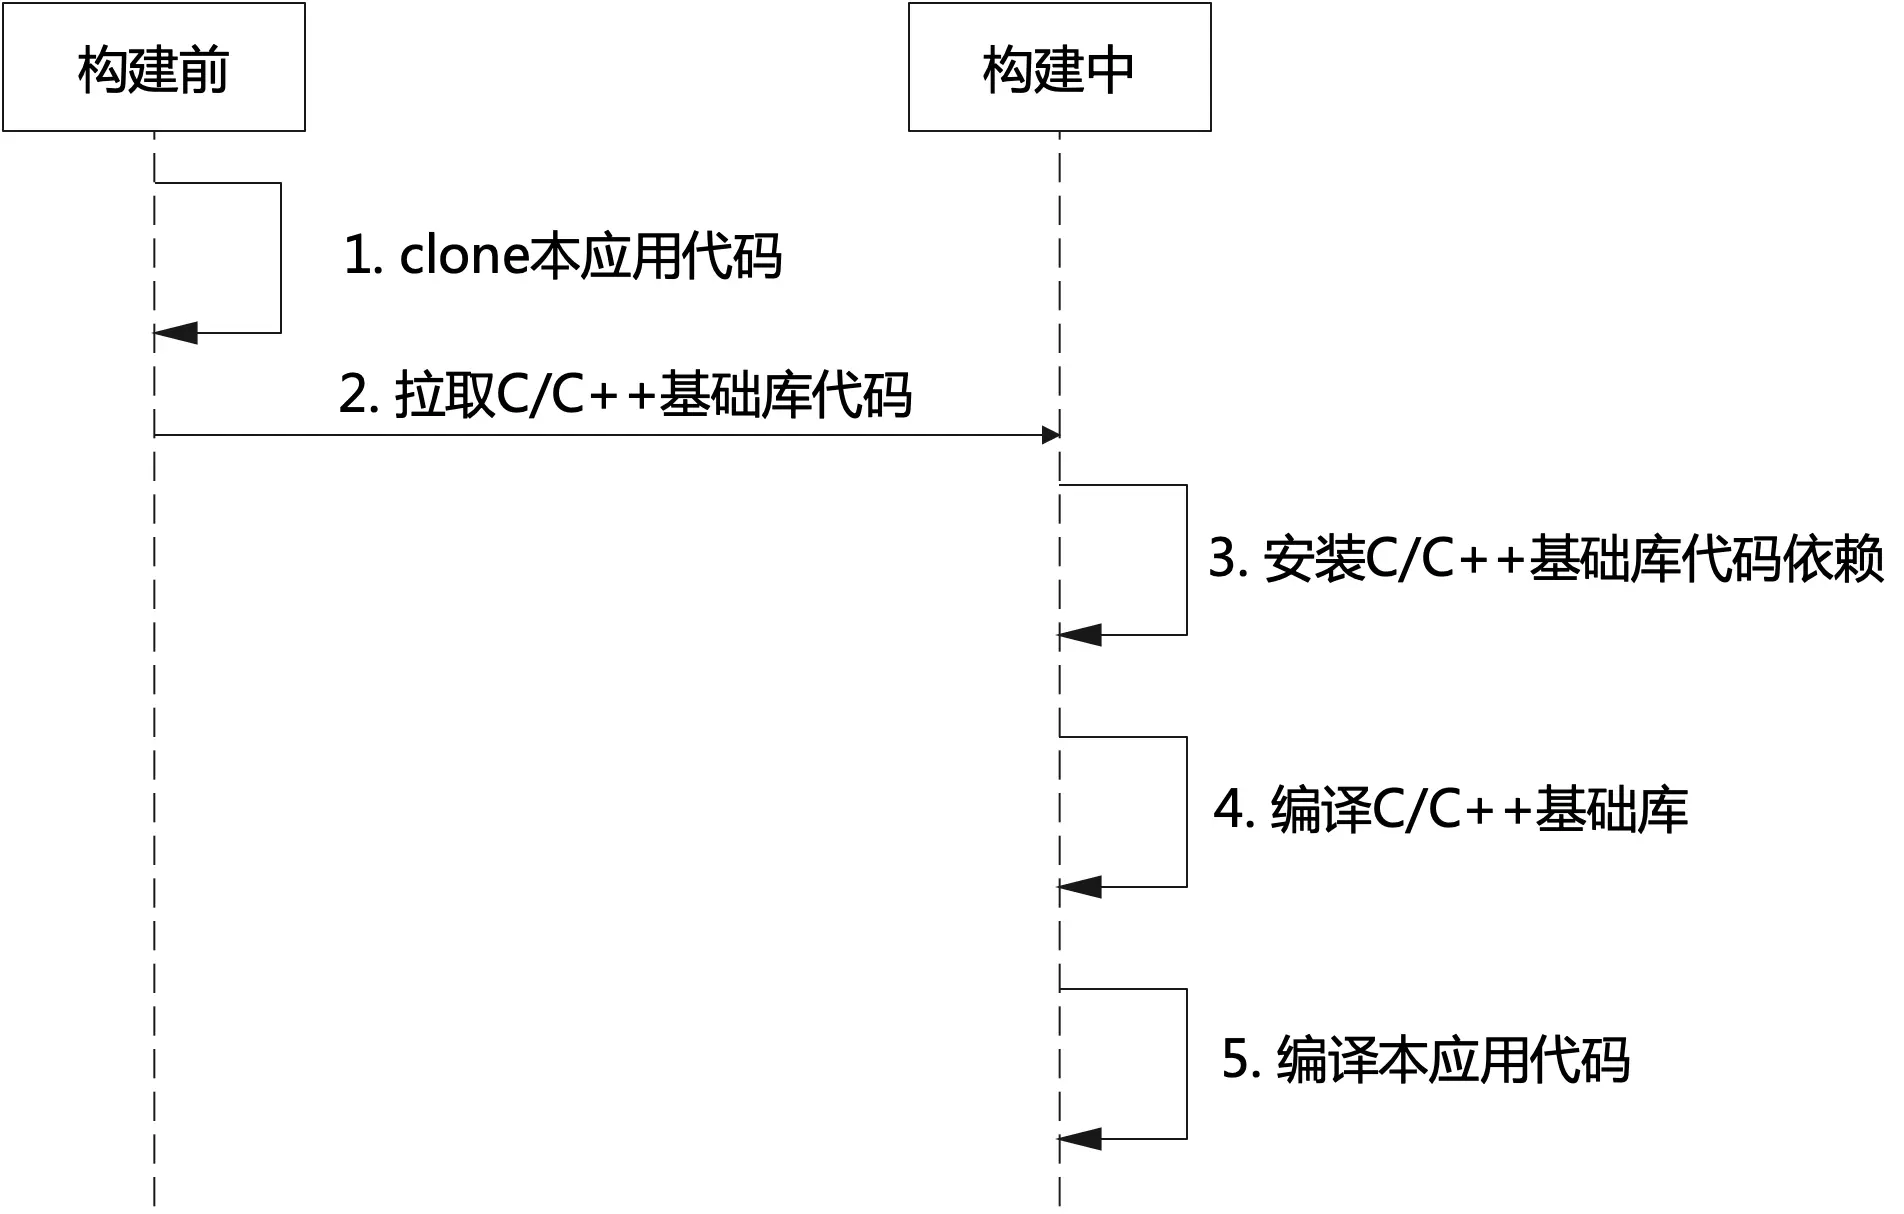 构建前
构建中
1. clone本应用代码
2. 拉取C/C++基础库代码
3. 安装C/C++基础库代码依赖
4. 编译C/C++基础库
5. 编译本应用代码